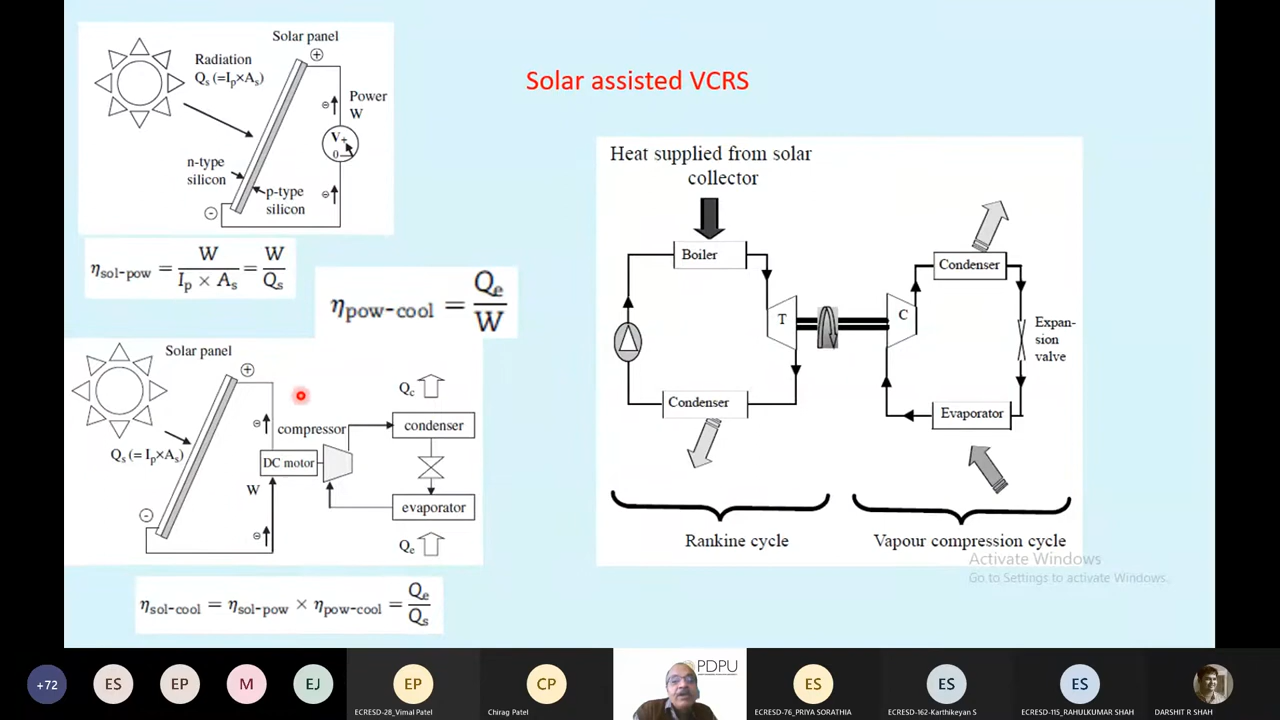 Solar assisted VCRS
Solar panel
Radiation
Qs (=Ip×As)
Power
W
V
0
n-type
silicon
p-type
silicon
ηsol-pow = W / Ip × As = W / Qs
ηpow-cool = Qe / W
Solar panel
Qc
compressor
condenser
Qs (= Ip×As)
DC motor
W
evaporator
Qe
ηsol-cool = ηsol-pow × ηpow-cool = Qe / Qs
Heat supplied from solar
collector
Boiler
Condenser
T
C
Expan-
sion
valve
Condenser
Evaporator
Rankine cycle
Vapour compression cycle
Activate Windows
Go to Settings to activate Windows.
+72
ES
EP
M
EJ
EP
ECRESD-28_Vimal Patel
CP
Chirag Patel
PDPU
ES
ECRESD-76_PRIYA SORATHIA
ES
ECRESD-162-Karthikeyan S
ES
ECRESD-115_RAHULKUMAR SHAH
DARSHIT R SHAH